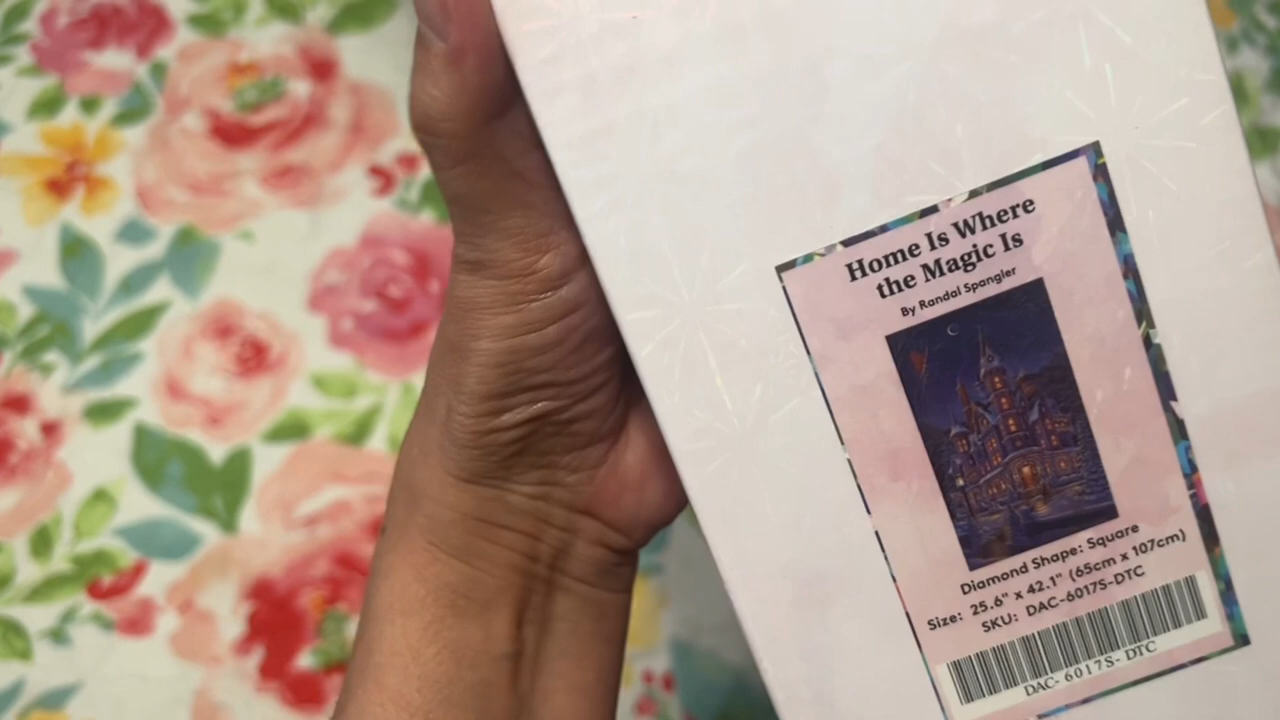 Home Is Where
the Magic Is
By Randal Spangler
Diamond Shape: Square
Size: 25.6" x 42.1" (65cm x 107cm)
SKU: DAC-6017S-DTC
DAC- 6017S- DTC